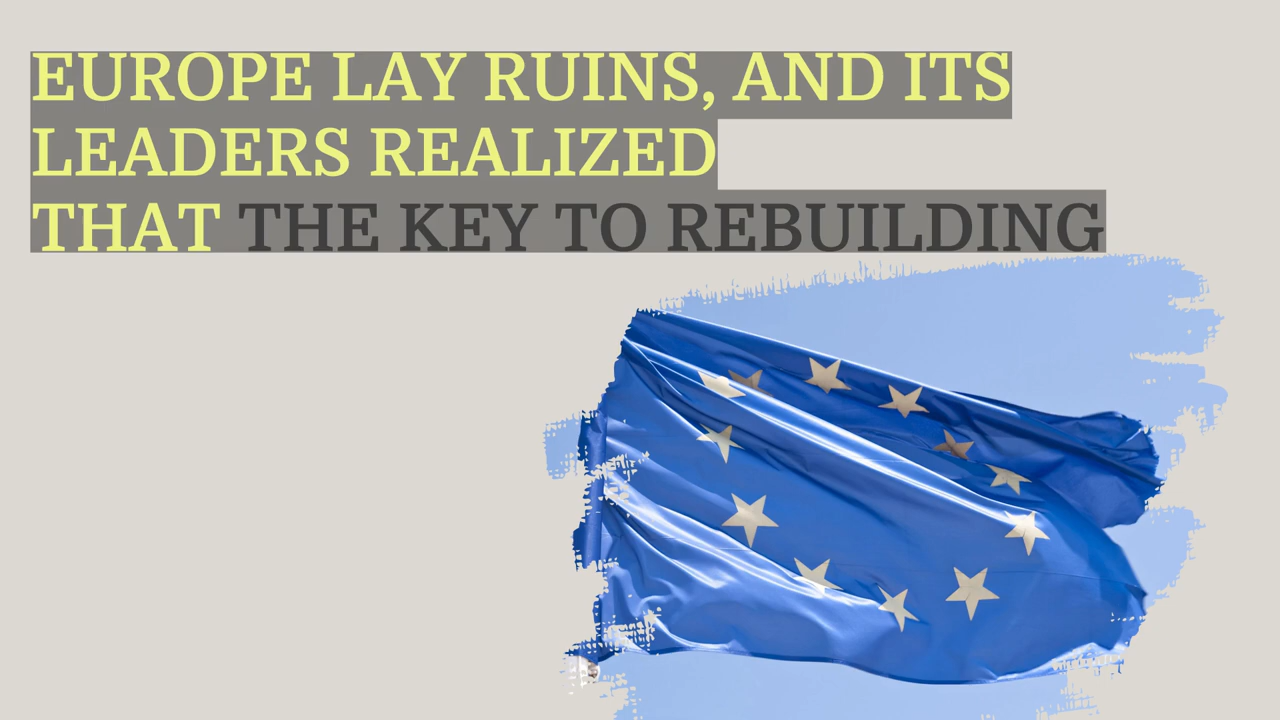 EUROPE LAY RUINS, AND ITS
LEADERS REALIZED
THAT THE KEY TO REBUILDING